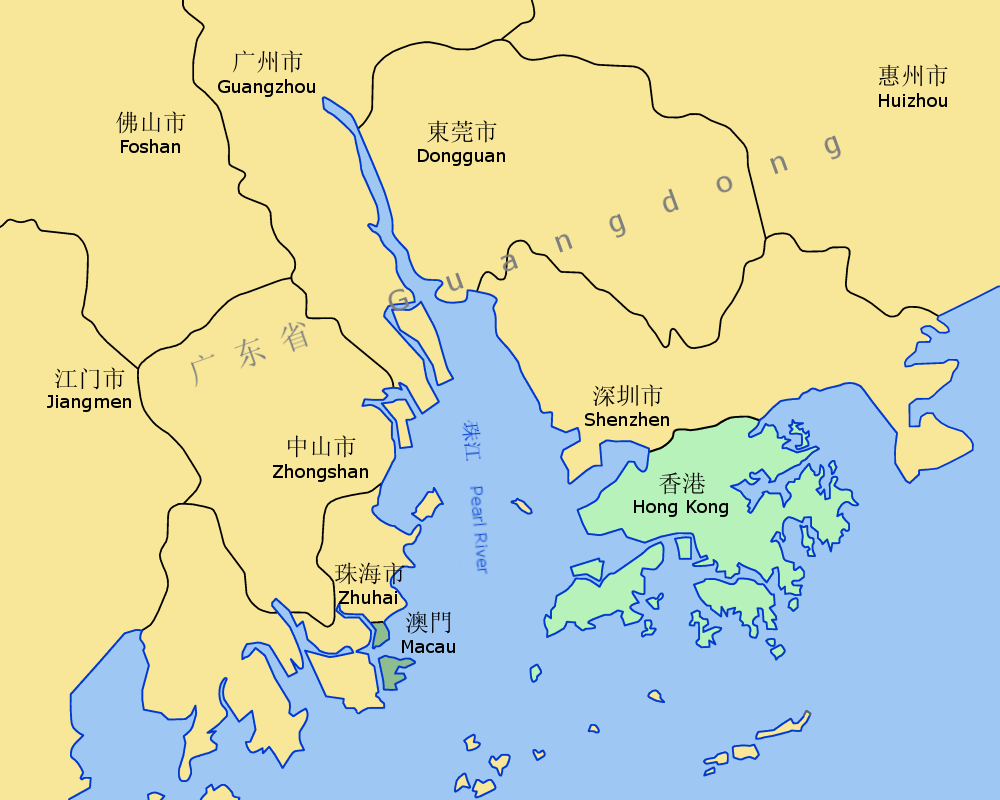 广州市
Guangzhou
惠州市
Huizhou
佛山市
Foshan
東莞市
Dongguan
Guangdong
广东省
江门市
Jiangmen
深圳市
Shenzhen
中山市
Zhongshan
珠江
Pearl River
香港
Hong Kong
珠海市
Zhuhai
澳門
Macau